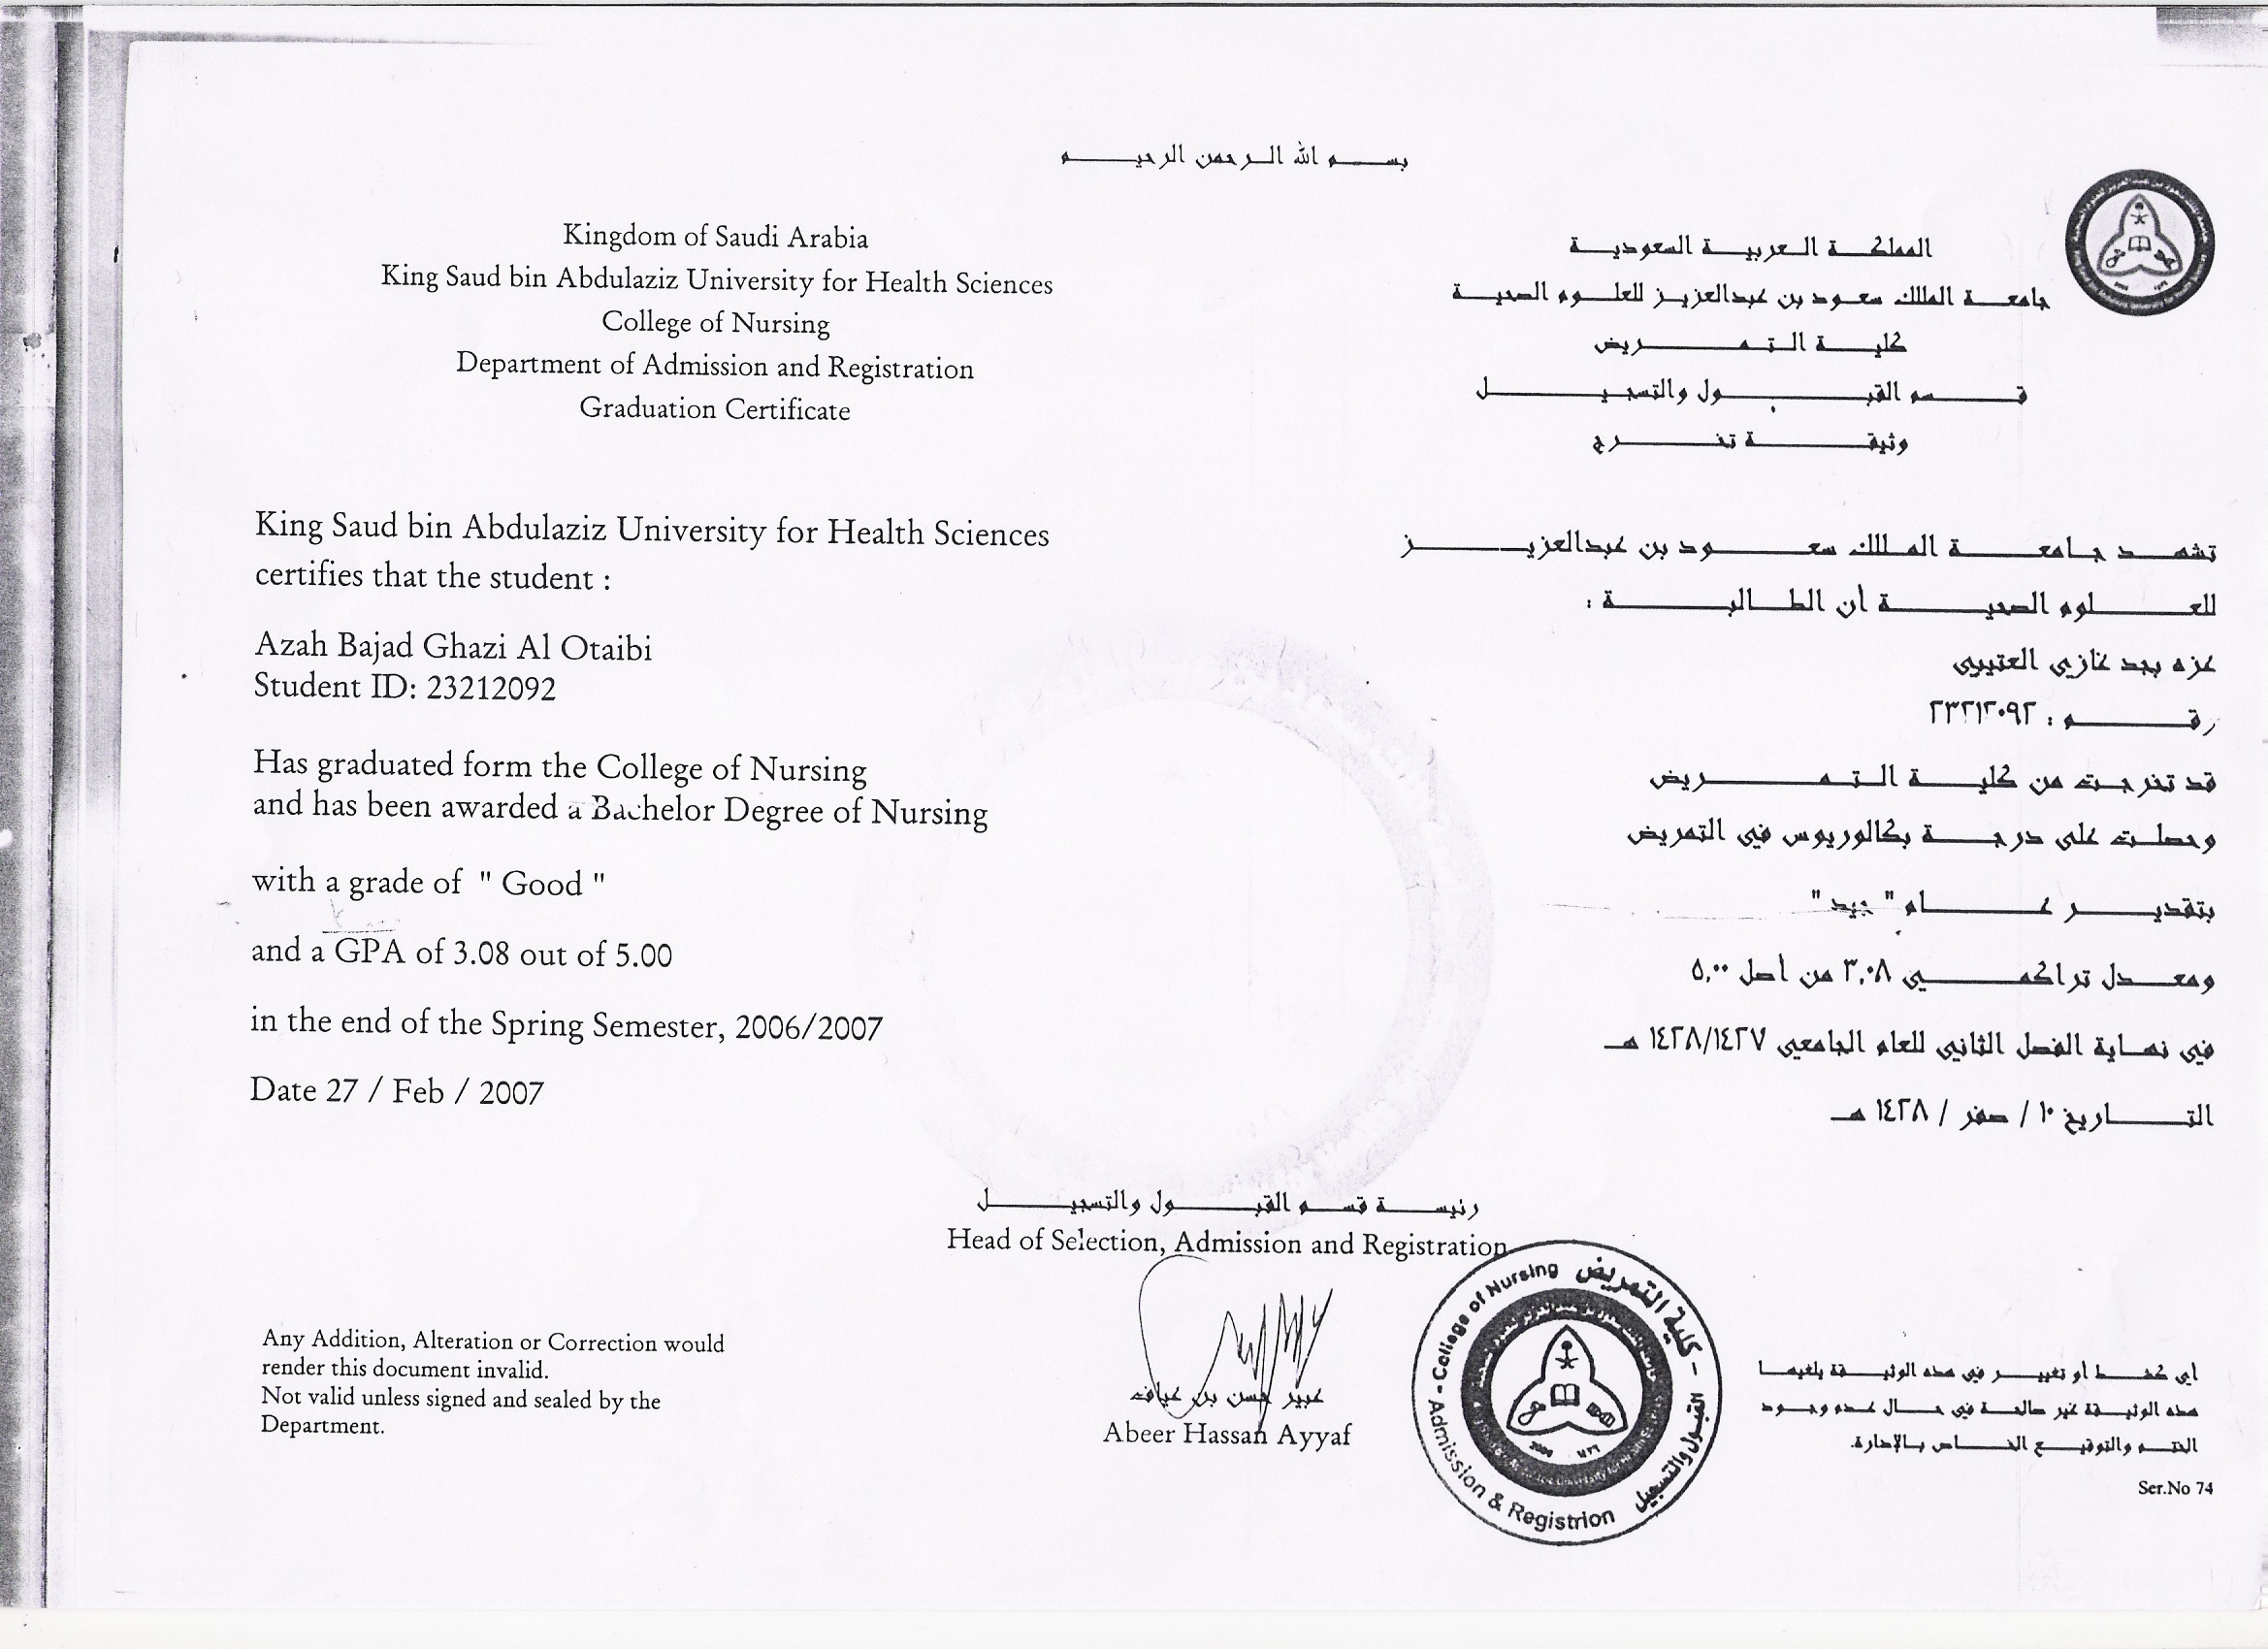 بسم الله الرحمن الرحيم
Kingdom of Saudi Arabia
King Saud bin Abdulaziz University for Health Sciences
College of Nursing
Department of Admission and Registration
Graduation Certificate
المملكة العربية السعودية
جامعة الملك سعود بن عبدالعزيز للعلوم الصحية
كلية التمريض
قسم القبول والتسجيل
وثيقة تخرج
King Saud bin Abdulaziz University for Health Sciences
certifies that the student :
Azah Bajad Ghazi Al Otaibi
Student ID: 23212092
Has graduated form the College of Nursing
and has been awarded a Bachelor Degree of Nursing
with a grade of " Good "
and a GPA of 3.08 out of 5.00
in the end of the Spring Semester, 2006/2007
Date 27 / Feb / 2007
تشهد جامعة الملك سعود بن عبدالعزيز
للعلوم الصحية أن الطالبة :
عزه بجد غازي العتيبي
رقم : ٢٣٢١٢٠٩٢
قد تخرجت من كلية التمريض
وحصلت على درجة بكالوريوس في التمريض
بتقدير عام " جيد "
ومعدل تراكمي ٣,٠٨ من أصل ٥,٠٠
في نهاية الفصل الثاني للعام الجامعي ١٤٢٨/١٤٢٧ هـ
التاريخ ١٠ / صفر / ١٤٢٨ هـ
رئيسة قسم القبول والتسجيل
Head of Selection, Admission and Registration
عبير حسن بن عيافه
Abeer Hassan Ayyaf
College of Nursing كلية التمريض
Admission & Registrion القبول والتسجيل
Any Addition, Alteration or Correction would
render this document invalid.
Not valid unless signed and sealed by the
Department.
أي كشط أو تغيير في هذه الوثيقة يلغيها
هذه الوثيقة غير صالحة في حال عدم وجود
الختم والتوقيع الخاص بالإدارة.
Ser.No 74